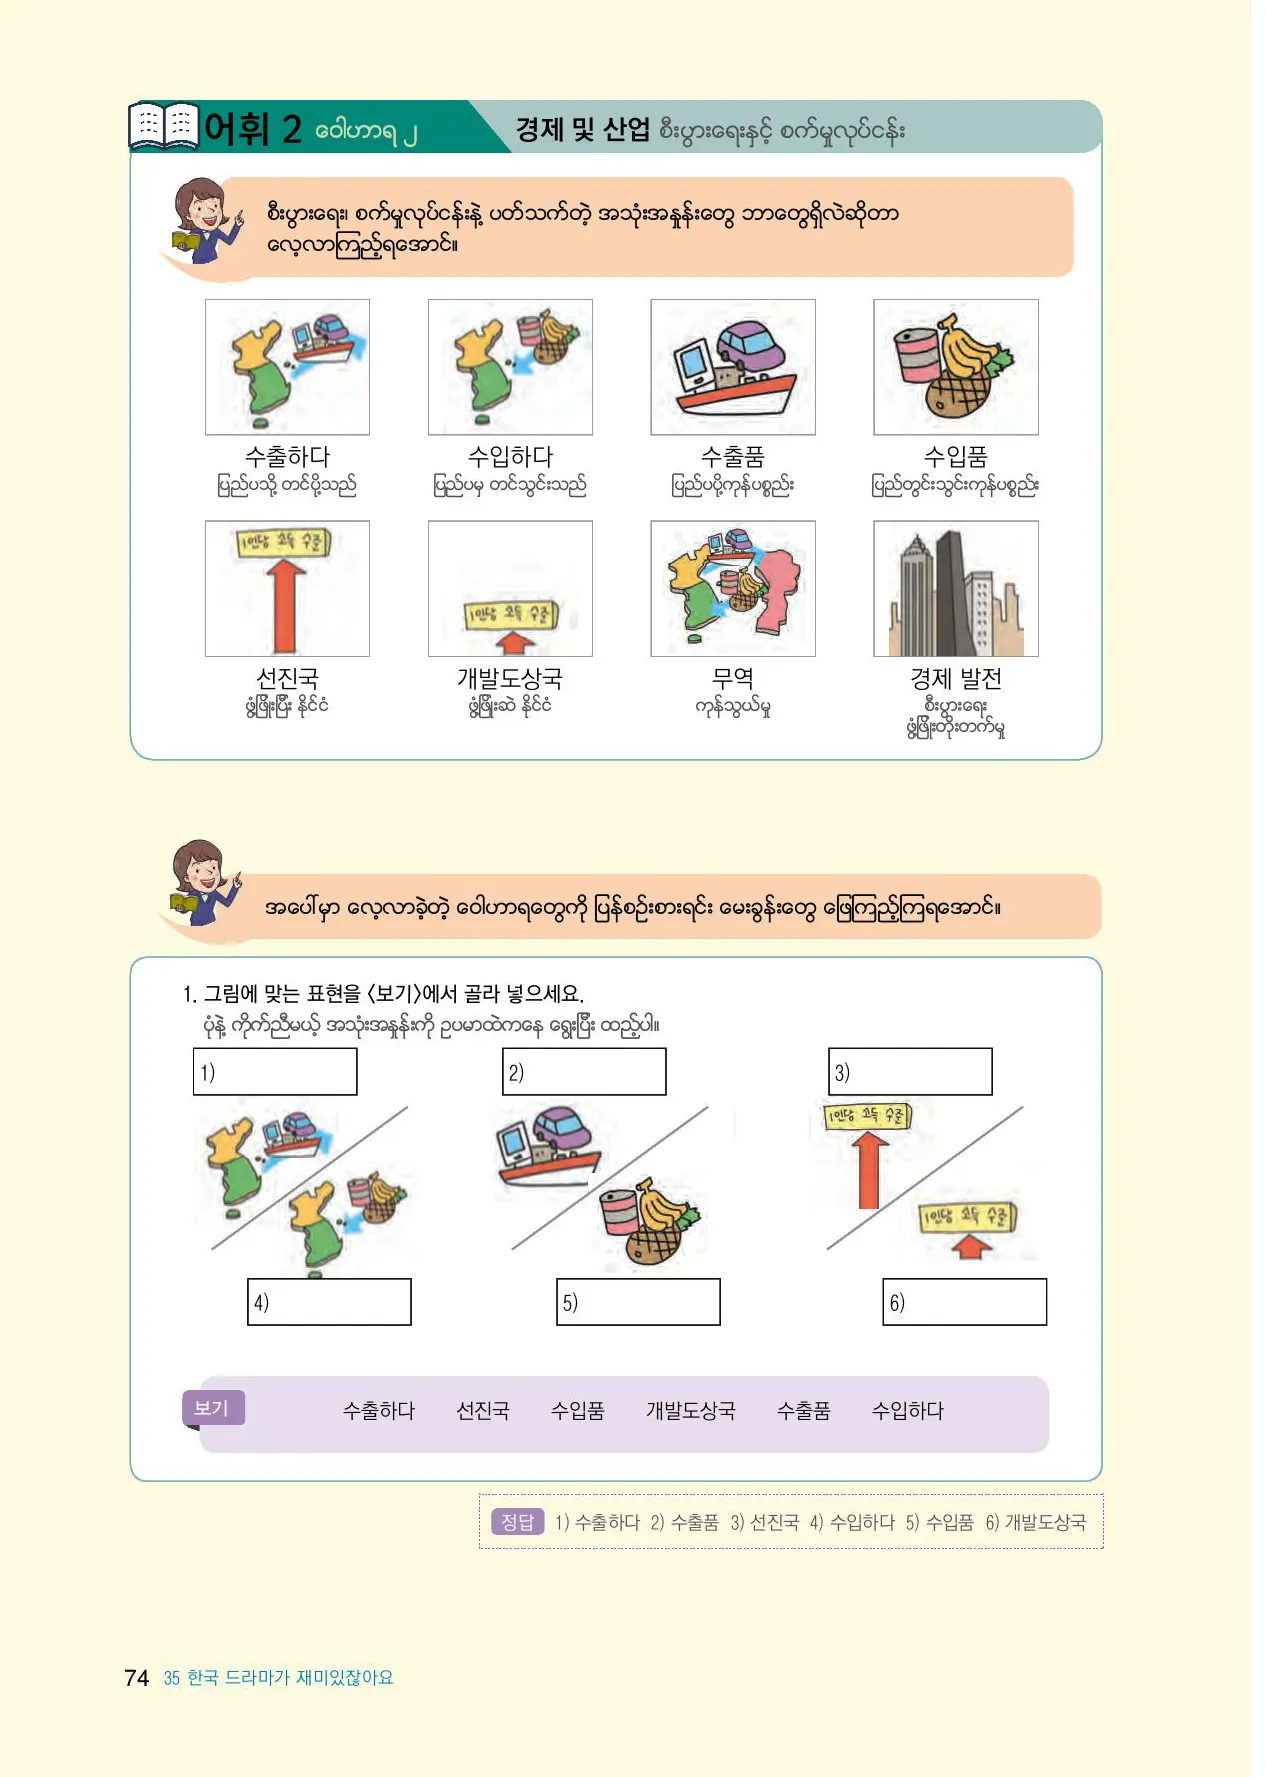 어휘 2 ဝေါဟာရ ၂
경제 및 산업 စီးပွားရေးနှင့် စက်မှုလုပ်ငန်း
စီးပွားရေး၊ စက်မှုလုပ်ငန်းနဲ့ ပတ်သက်တဲ့ အသုံးအနှုန်းတွေ ဘာတွေရှိလဲဆိုတာ
လေ့လာကြည့်ရအောင်။
수출하다 수입하다 수출품 수입품
ပြည်ပသို့ တင်ပို့သည် ပြည်ပမှ တင်သွင်းသည် ပြည်ပပို့ကုန်ပစ္စည်း ပြည်တွင်းသွင်းကုန်ပစ္စည်း
1인당 소득 수준
1인당 소득 수준
선진국 개발도상국 무역 경제 발전
ဖွံ့ဖြိုးပြီး နိုင်ငံ ဖွံ့ဖြိုးဆဲ နိုင်ငံ ကုန်သွယ်မှု စီးပွားရေး
ဖွံ့ဖြိုးတိုးတက်မှု
အပေါ်မှာ လေ့လာခဲ့တဲ့ ဝေါဟာရတွေကို ပြန်စဉ်းစားရင်း မေးခွန်းတွေ ဖြေကြည့်ကြရအောင်။
1. 그림에 맞는 표현을 〈보기〉에서 골라 넣으세요.
ပုံနဲ့ ကိုက်ညီမယ့် အသုံးအနှုန်းကို ဥပမာထဲကနေ ရွေးပြီး ထည့်ပါ။
1) 2) 3)
1인당 소득 수준
1인당 소득 수준
4) 5) 6)
보기 수출하다 선진국 수입품 개발도상국 수출품 수입하다
정답 1) 수출하다 2) 수출품 3) 선진국 4) 수입하다 5) 수입품 6) 개발도상국
74 35 한국 드라마가 재미있잖아요